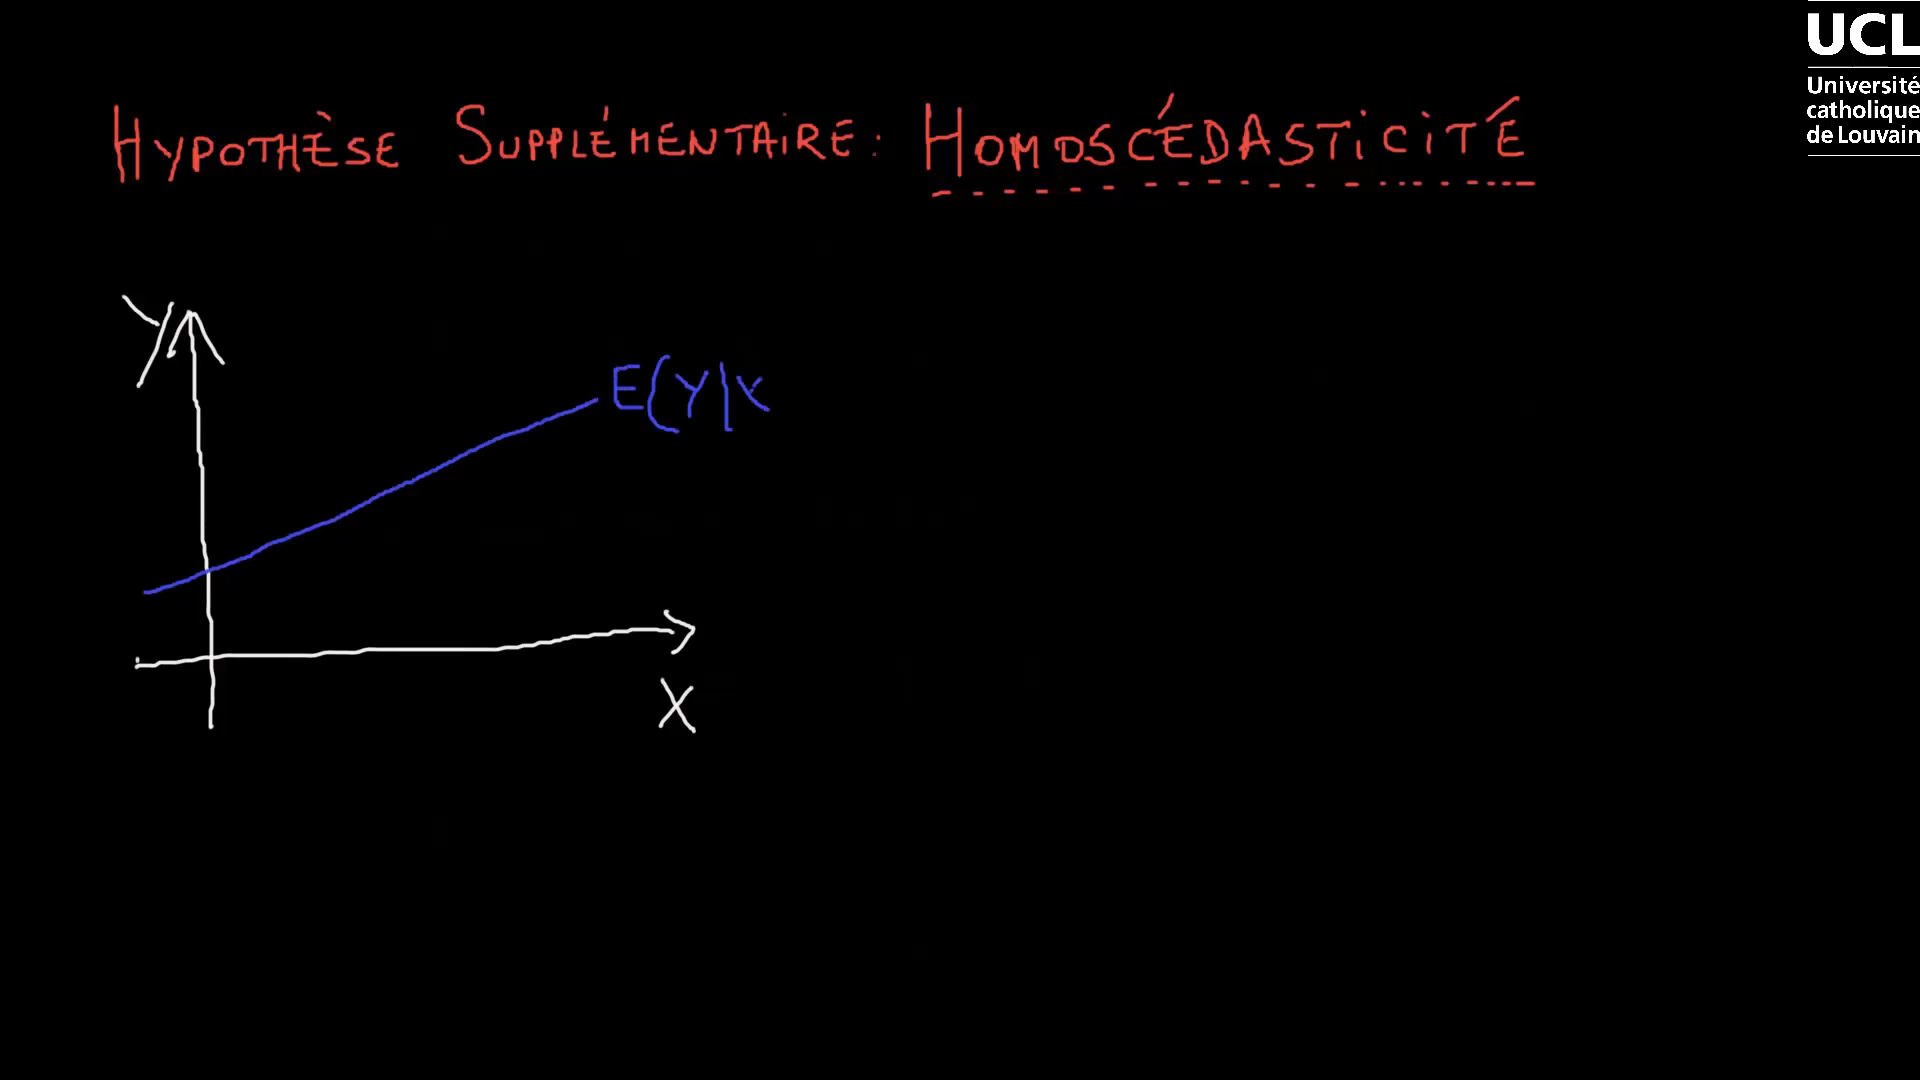 UCL
Université
catholique
de Louvain
HYPOTHÈSE SUPPLÉMENTAIRE : HOMOSCÉDASTiCiTÉ
Y
E(Y|X
X